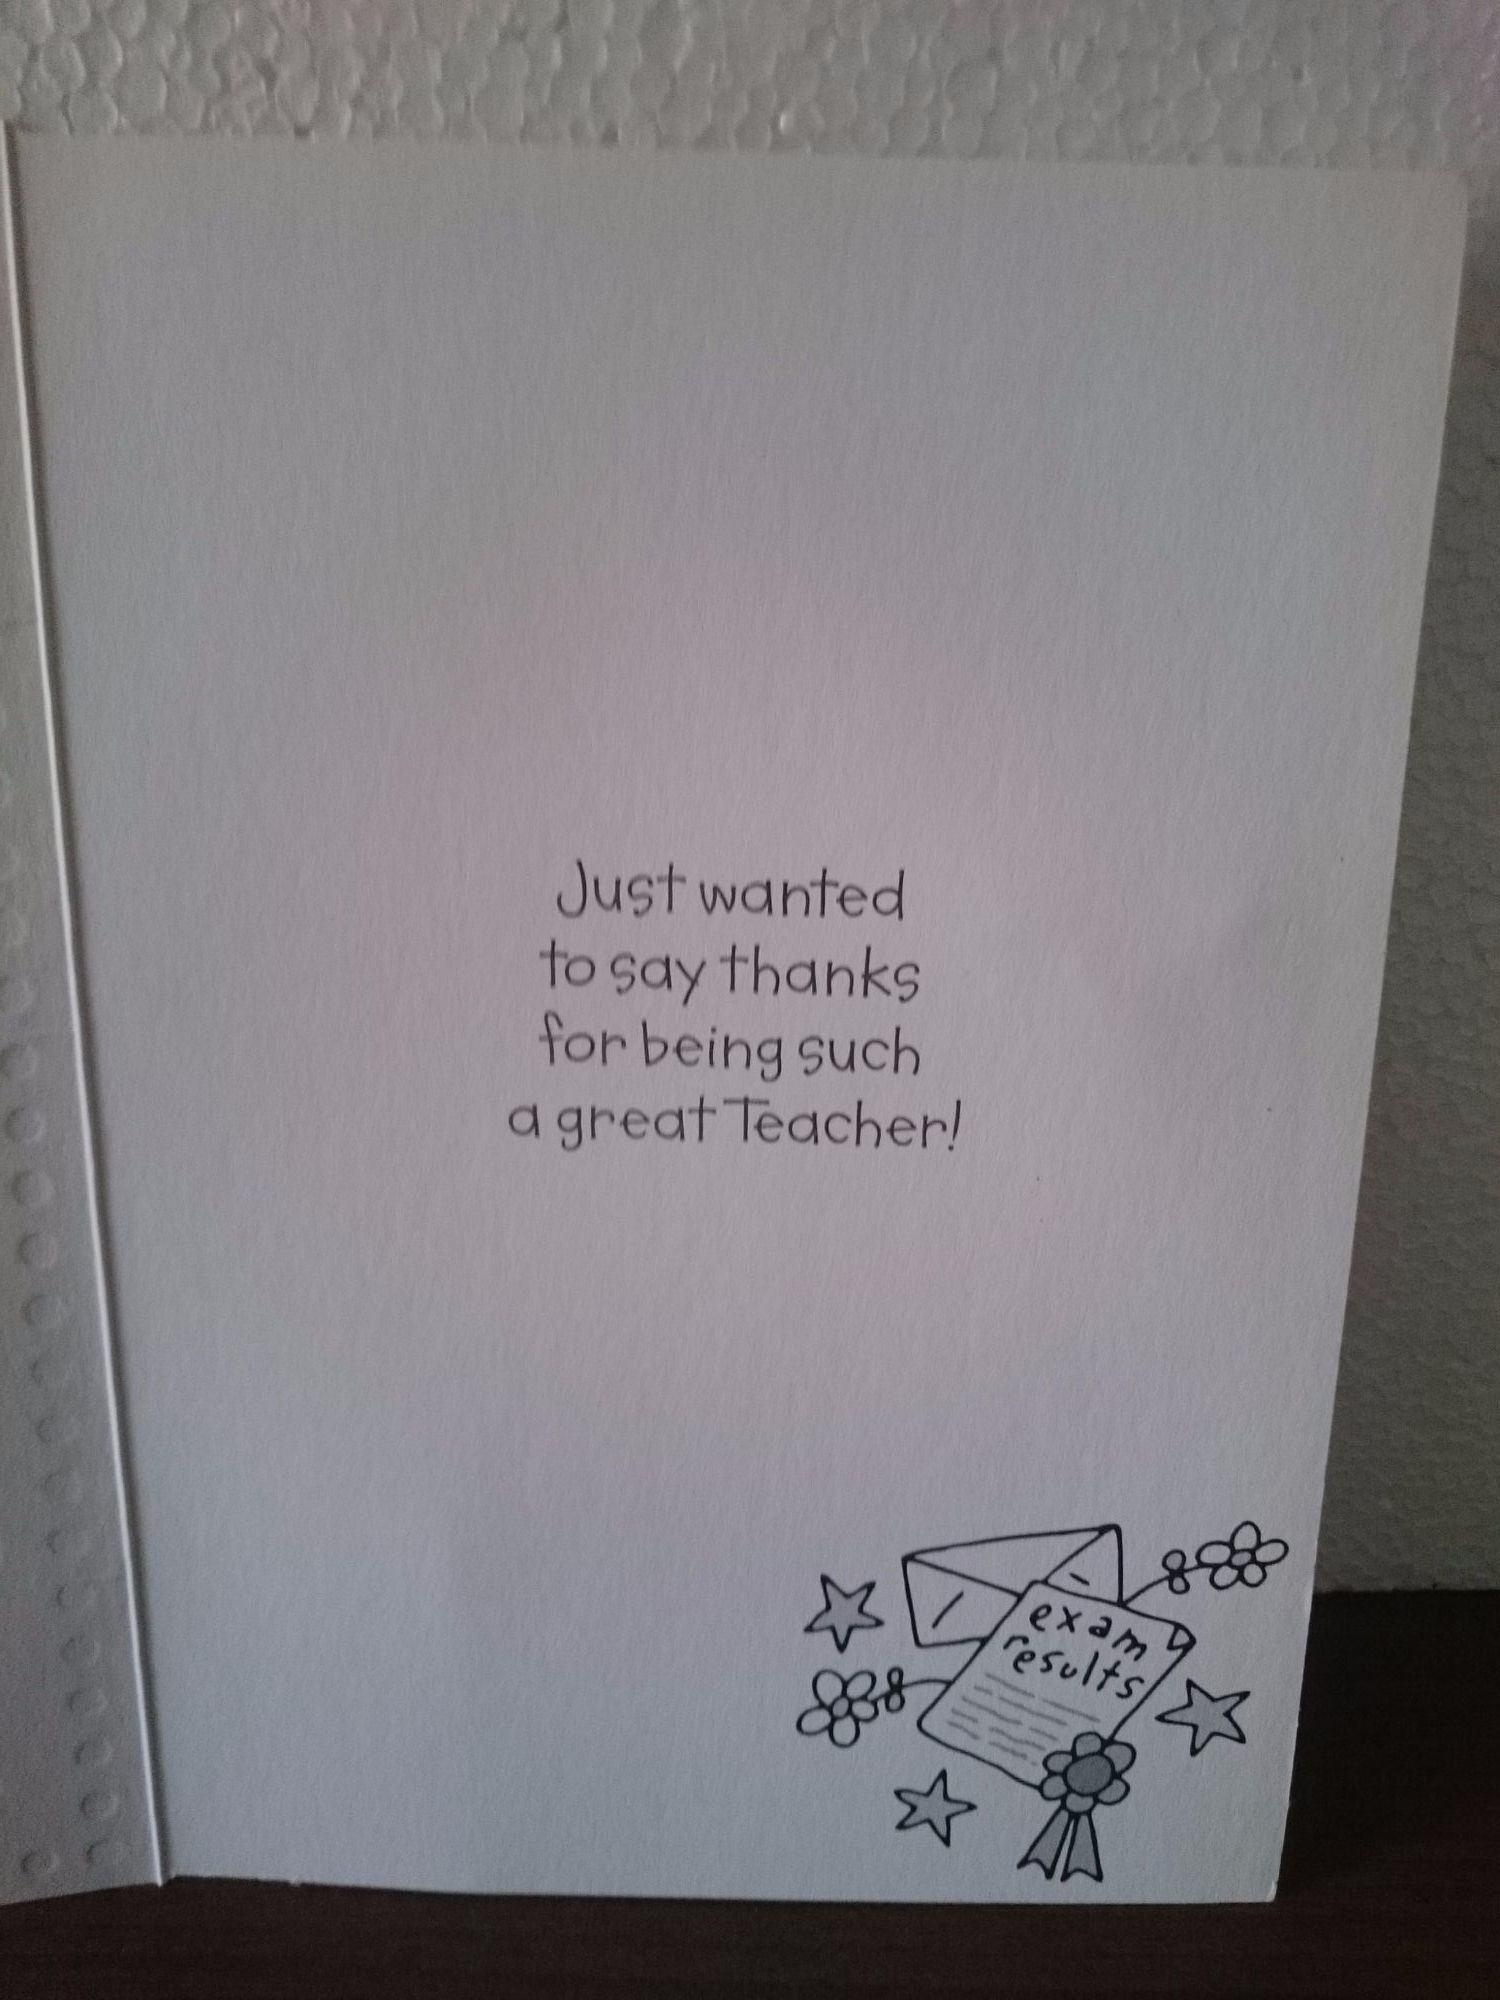 Just wanted
to say thanks
for being such
a great Teacher!
exam
results